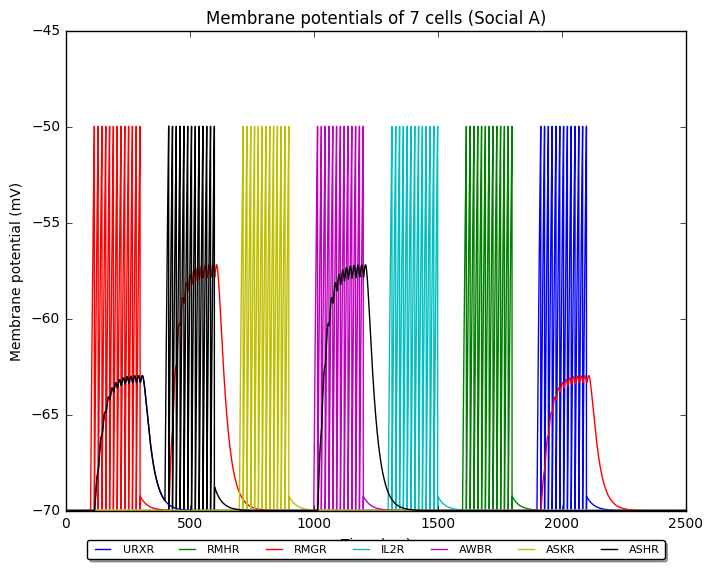 Membrane potentials of 7 cells (Social A)
Membrane potential (mV)
−45
−50
−55
−60
−65
−70
0 500 1000 1500 2000 2500
URXR RMHR RMGR IL2R AWBR ASKR ASHR